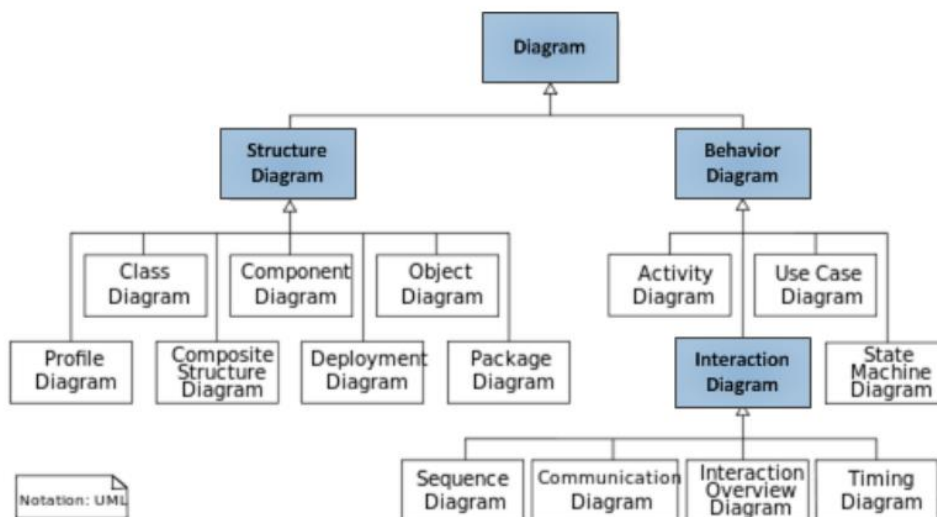 Diagram
Structure
Diagram
Behavior
Diagram
Class
Diagram
Component
Diagram
Object
Diagram
Activity
Diagram
Use Case
Diagram
Profile
Diagram
Composite
Structure
Diagram
Deployment
Diagram
Package
Diagram
Interaction
Diagram
State
Machine
Diagram
Sequence
Diagram
Communication
Diagram
Interaction
Overview
Diagram
Timing
Diagram
Notation: UML